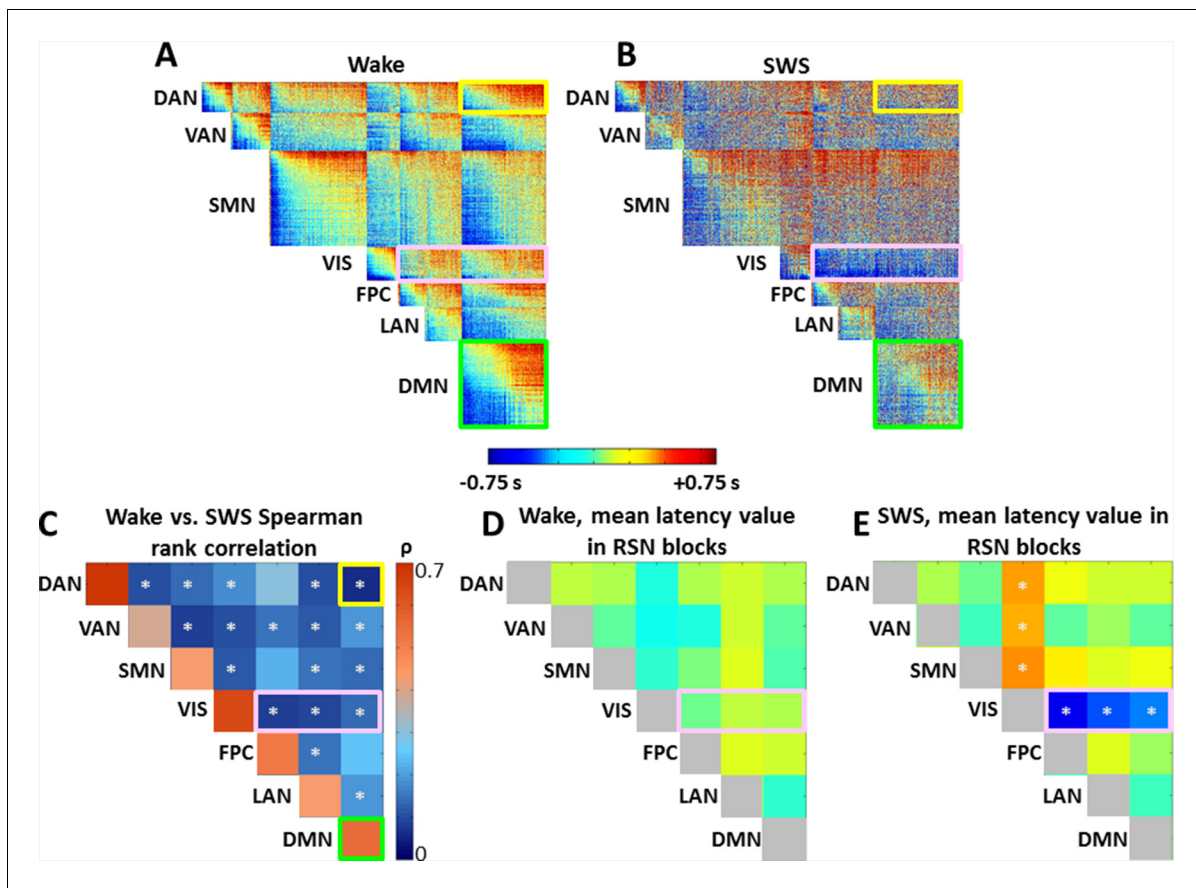 A
Wake
DAN
VAN
SMN
VIS
FPC
LAN
DMN
B
SWS
DAN
VAN
SMN
VIS
FPC
LAN
DMN
-0.75 s
+0.75 s
C
Wake vs. SWS Spearman
rank correlation
ρ
0.7
0
DAN
* * * * *
VAN
* * * * *
SMN
* * *
VIS
* * *
FPC
*
LAN
*
DMN
D
Wake, mean latency value
in RSN blocks
DAN
VAN
SMN
VIS
FPC
LAN
DMN
E
SWS, mean latency value in
RSN blocks
DAN
*
VAN
*
SMN
*
VIS
* * *
FPC
LAN
DMN